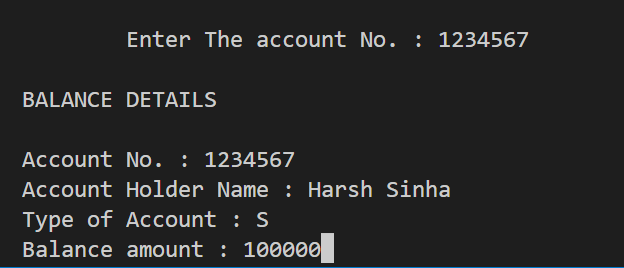 Enter The account No. : 1234567
BALANCE DETAILS
Account No. : 1234567
Account Holder Name : Harsh Sinha
Type of Account : S
Balance amount : 100000